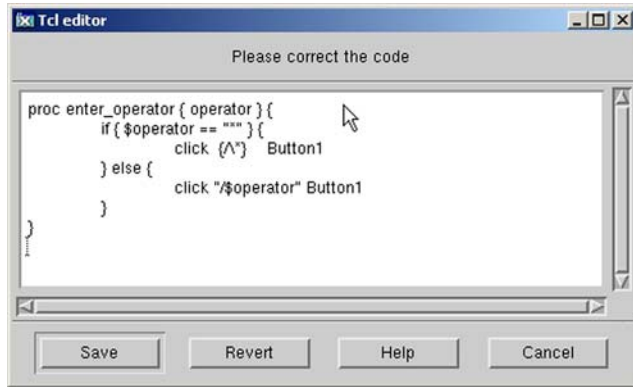 Tcl editor
Please correct the code
proc enter_operator { operator } {
if { $operator == "*" } {
click {/\*} Button1
} else {
click "/$operator" Button1
}
}
Save Revert Help Cancel